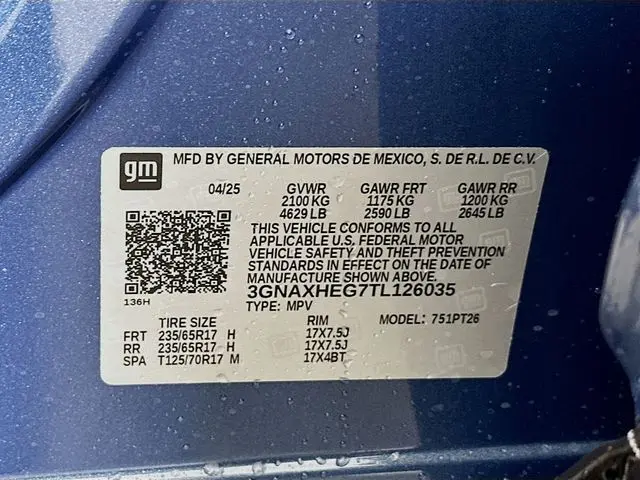 gm
MFD BY GENERAL MOTORS DE MEXICO, S. DE R.L. DE C.V.
04/25 GVWR GAWR FRT GAWR RR
2100 KG 1175 KG 1200 KG
4629 LB 2590 LB 2645 LB
THIS VEHICLE CONFORMS TO ALL
APPLICABLE U.S. FEDERAL MOTOR
VEHICLE SAFETY AND THEFT PREVENTION
STANDARDS IN EFFECT ON THE DATE OF
MANUFACTURE SHOWN ABOVE.
3GNAXHEG7TL126035
136H
TYPE: MPV
TIRE SIZE RIM MODEL: 751PT26
FRT 235/65R17 H 17X7.5J
RR 235/65R17 H 17X7.5J
SPA T125/70R17 M 17X4BT